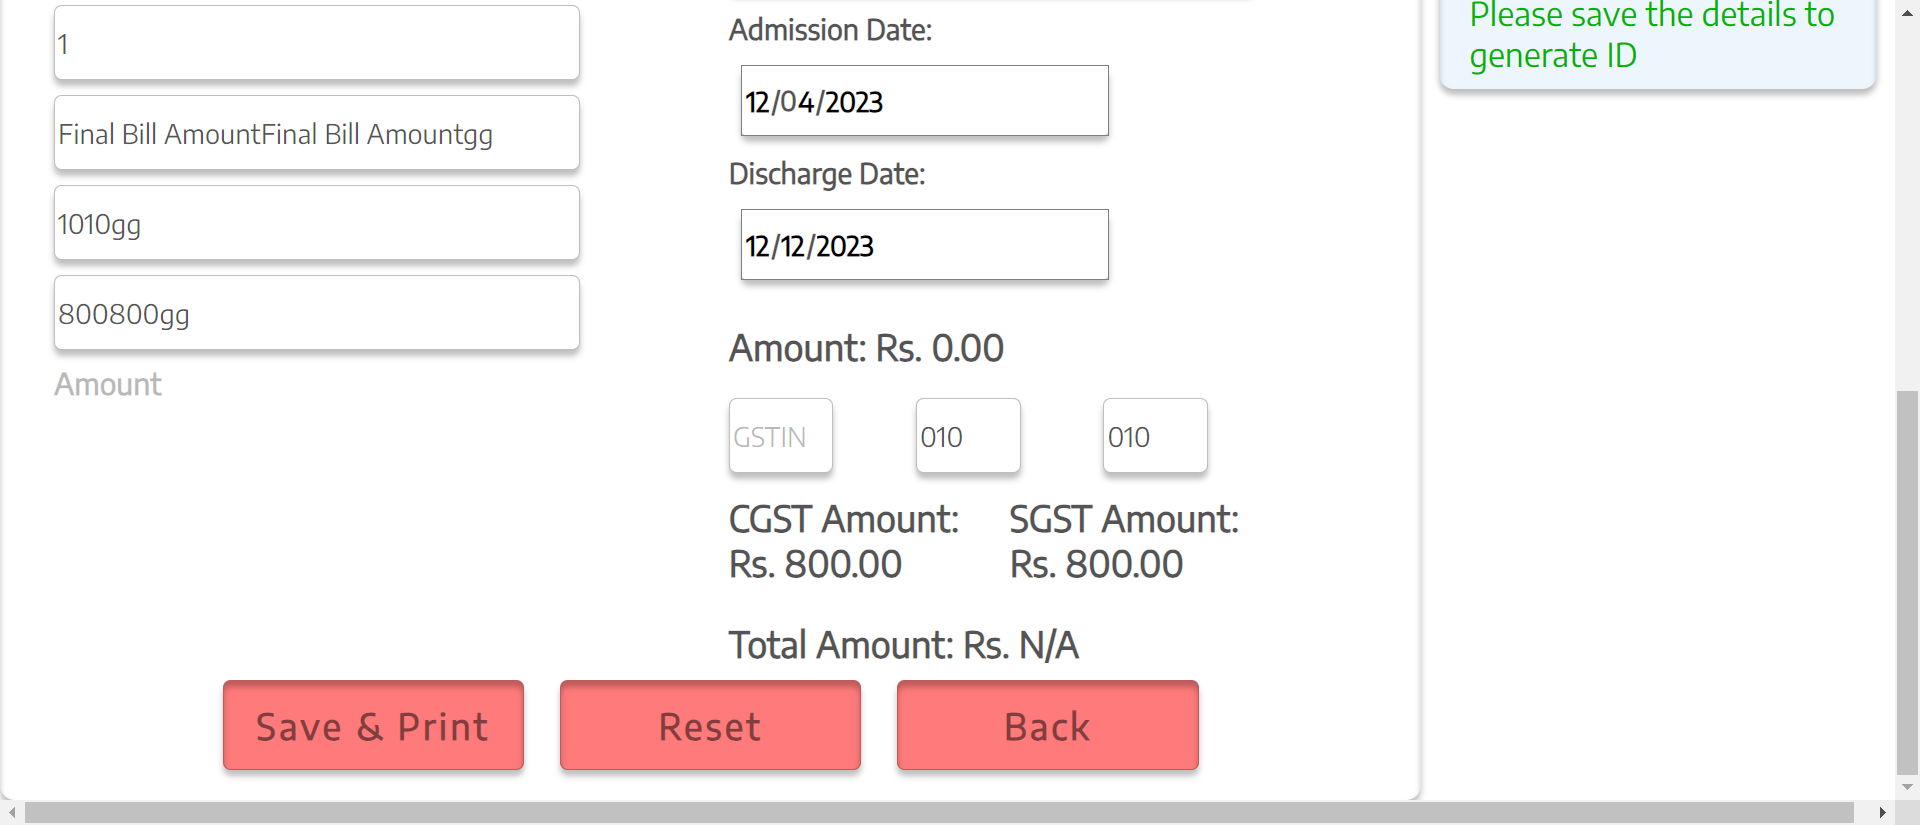 1
Final Bill AmountFinal Bill Amountgg
1010gg
800800gg
Amount
Admission Date:
12/04/2023
Discharge Date:
12/12/2023
Amount: Rs. 0.00
GSTIN
010
010
CGST Amount:
Rs. 800.00
SGST Amount:
Rs. 800.00
Total Amount: Rs. N/A
Save & Print
Reset
Back
Please save the details to
generate ID